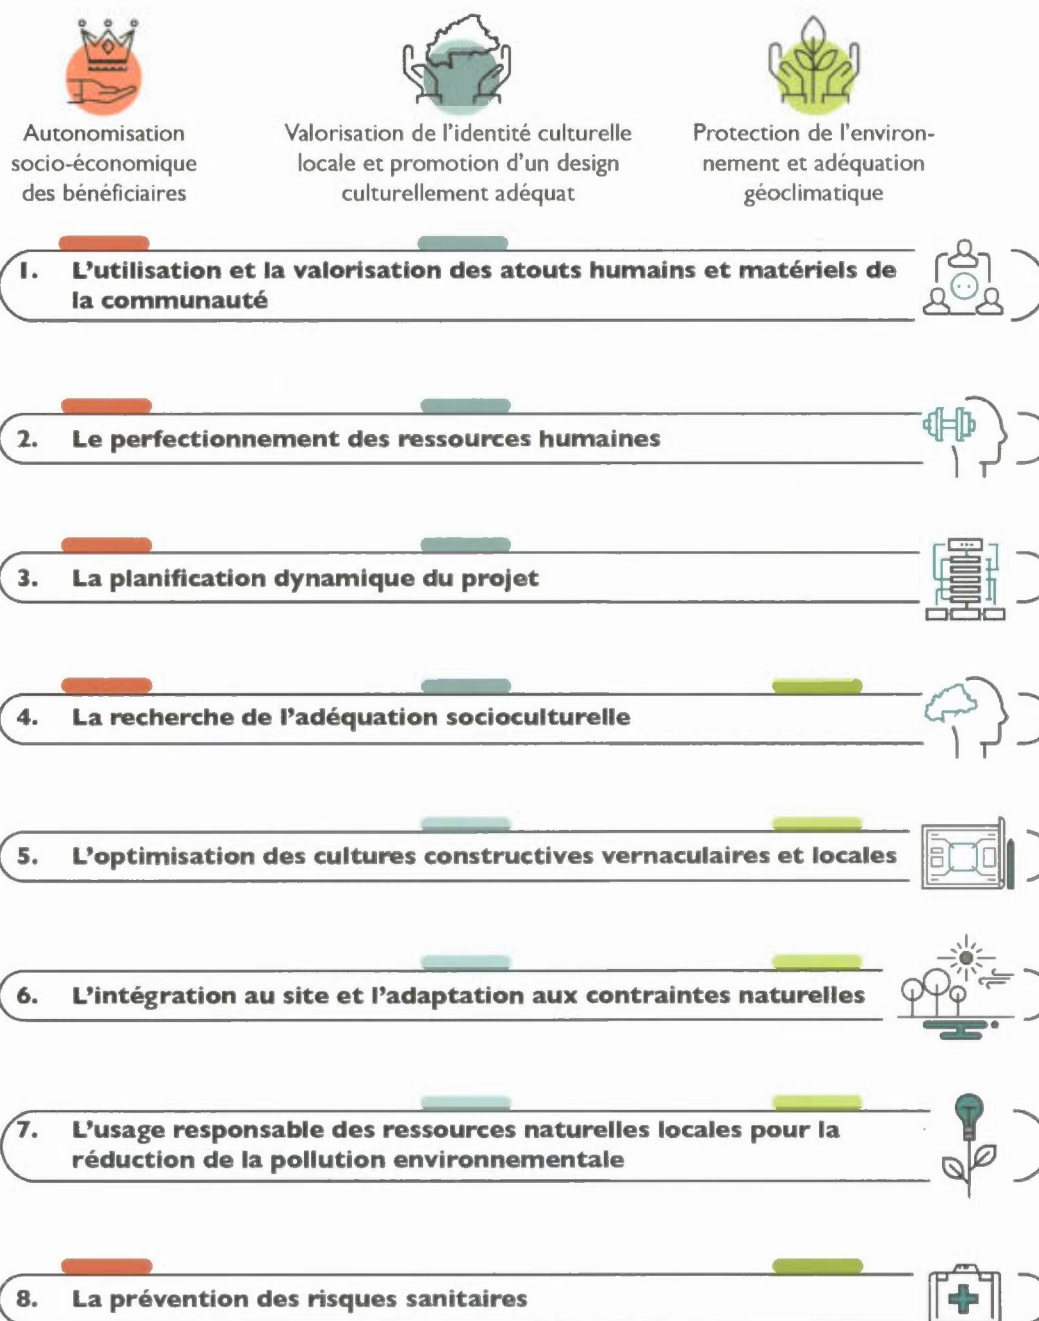 Autonomisation
socio-économique
des bénéficiaires
Valorisation de l'identité culturelle
locale et promotion d'un design
culturellement adéquat
Protection de l'environ-
nement et adéquation
géoclimatique
1. L'utilisation et la valorisation des atouts humains et matériels de
la communauté
2. Le perfectionnement des ressources humaines
3. La planification dynamique du projet
4. La recherche de l'adéquation socioculturelle
5. L'optimisation des cultures constructives vernaculaires et locales
6. L'intégration au site et l'adaptation aux contraintes naturelles
7. L'usage responsable des ressources naturelles locales pour la
réduction de la pollution environnementale
8. La prévention des risques sanitaires